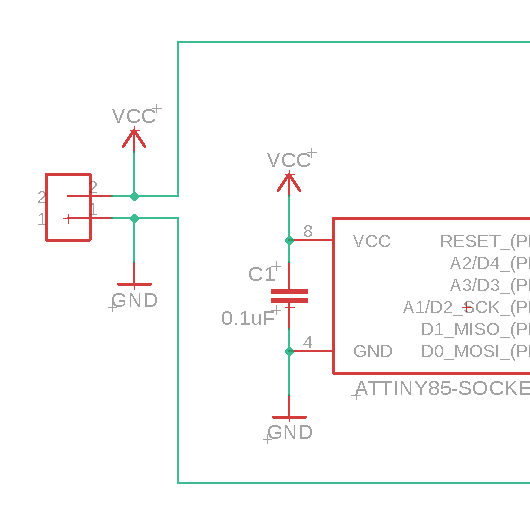 VCC
VCC
2
2
1
1
8
VCC
RESET_(P
A2/D4_(P
C1
A3/D3_(P
GND
A1/D2_SCK_(P
0.1uF
D1_MISO_(P
4
GND
D0_MOSI_(P
ATTINY85-SOCKE
GND